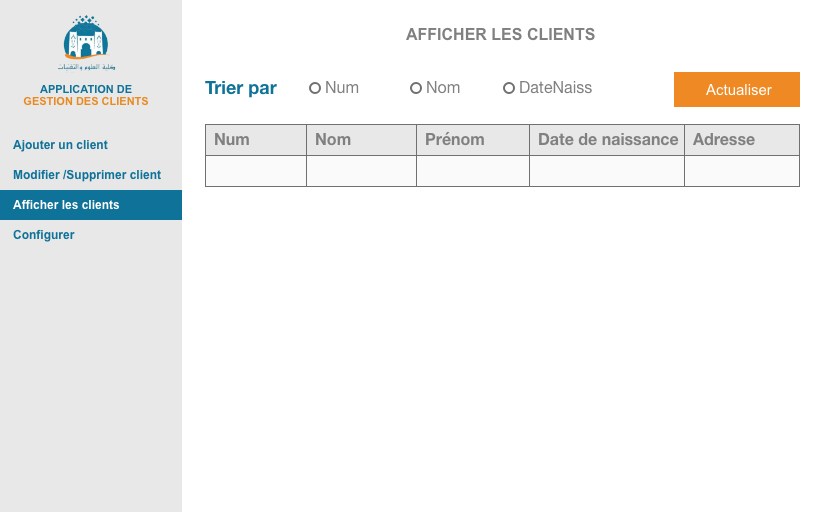 كلية العلوم والتقنيات
APPLICATION DE
GESTION DES CLIENTS
Ajouter un client
Modifier /Supprimer client
Afficher les clients
Configurer
AFFICHER LES CLIENTS
Trier par Num Nom DateNaiss Actualiser
Num Nom Prénom Date de naissance Adresse